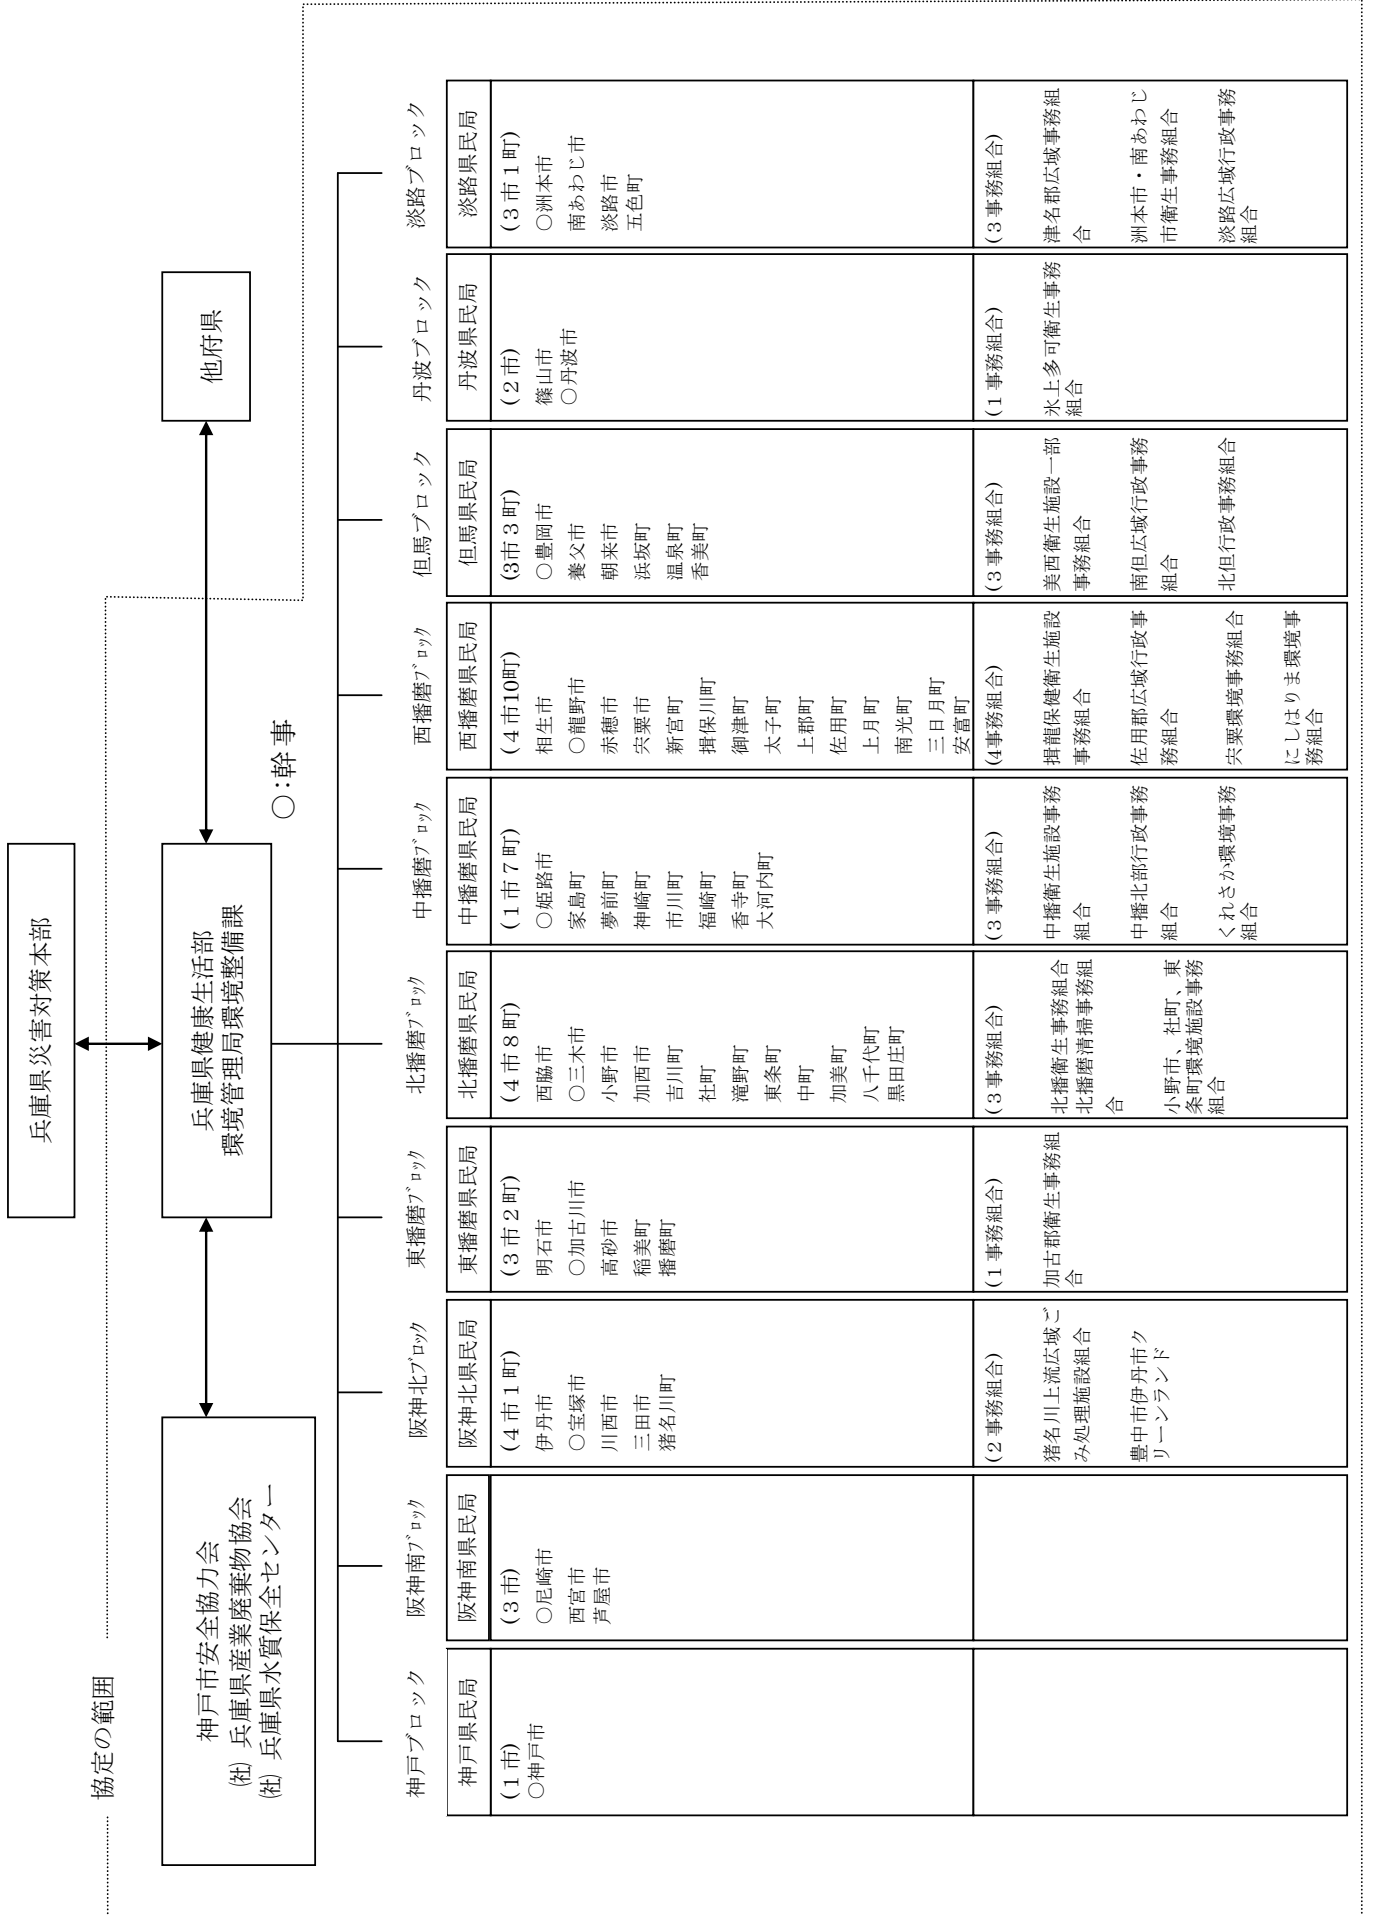 兵庫県災害対策本部
協定の範囲
神戸市安全協力会
㈳ 兵庫県産業廃棄物協会
㈳ 兵庫県水質保全センター
兵庫県健康生活部
環境管理局環境整備課
他府県
○:幹事
神戸ブロック
神戸県民局
(１市)
○神戸市
阪神南ﾌﾞﾛｯｸ
阪神南県民局
(３市)
○尼崎市
西宮市
芦屋市
阪神北ﾌﾞﾛｯｸ
阪神北県民局
(４市１町)
伊丹市
○宝塚市
川西市
三田市
猪名川町
(２事務組合)
猪名川上流広域ご
み処理施設組合
豊中市伊丹市ク
リーンランド
東播磨ﾌﾞﾛｯｸ
東播磨県民局
(３市２町)
明石市
○加古川市
高砂市
稲美町
播磨町
(１事務組合)
加古郡衛生事務組
合
北播磨ﾌﾞﾛｯｸ
北播磨県民局
(４市８町)
西脇市
○三木市
小野市
加西市
吉川町
社町
滝野町
東条町
中町
加美町
八千代町
黒田庄町
(３事務組合)
北播衛生事務組合
北播磨清掃事務組
合
小野市、社町、東
条町環境施設事務
組合
中播磨ﾌﾞﾛｯｸ
中播磨県民局
(１市７町)
○姫路市
家島町
夢前町
神崎町
市川町
福崎町
香寺町
大河内町
(３事務組合)
中播衛生施設事務
組合
中播北部行政事務
組合
くれさか環境事務
組合
西播磨ﾌﾞﾛｯｸ
西播磨県民局
(４市10町)
相生市
○龍野市
赤穂市
宍粟市
新宮町
揖保川町
御津町
太子町
上郡町
佐用町
上月町
南光町
三日月町
安富町
(4事務組合)
揖龍保健衛生施設
事務組合
佐用郡広域行政事
務組合
宍粟環境事務組合
にしはりま環境事
務組合
但馬ブロック
但馬県民局
(3市３町)
○豊岡市
養父市
朝来市
浜坂町
温泉町
香美町
(３事務組合)
美西衛生施設一部
事務組合
南但広域行政事務
組合
北但行政事務組合
丹波ブロック
丹波県民局
(２市)
篠山市
○丹波市
(１事務組合)
氷上多可衛生事務
組合
淡路ブロック
淡路県民局
(３市１町)
○洲本市
南あわじ市
淡路市
五色町
(３事務組合)
津名郡広域事務組
合
洲本市・南あわじ
市衛生事務組合
淡路広域行政事務
組合